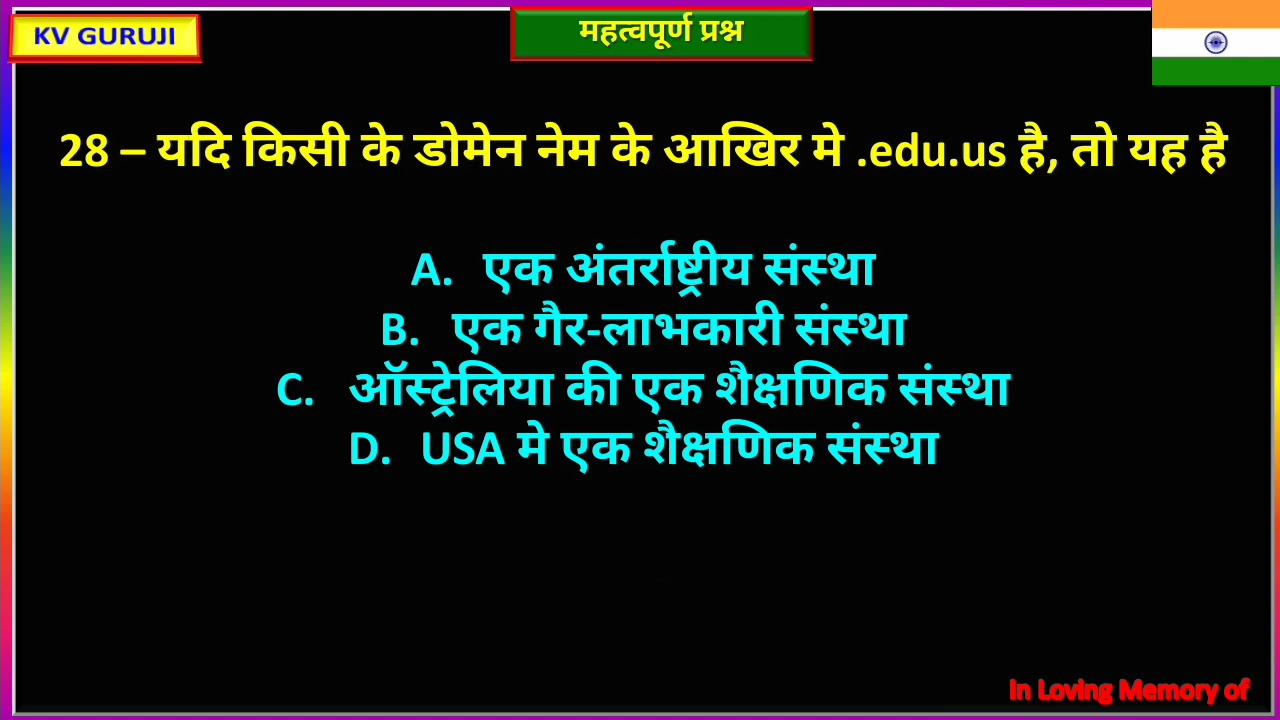 KV GURUJI
महत्वपूर्ण प्रश्न
28 – यदि किसी के डोमेन नेम के आखिर मे .edu.us है, तो यह है
A. एक अंतर्राष्ट्रीय संस्था
B. एक गैर-लाभकारी संस्था
C. ऑस्ट्रेलिया की एक शैक्षणिक संस्था
D. USA मे एक शैक्षणिक संस्था
In Loving Memory of